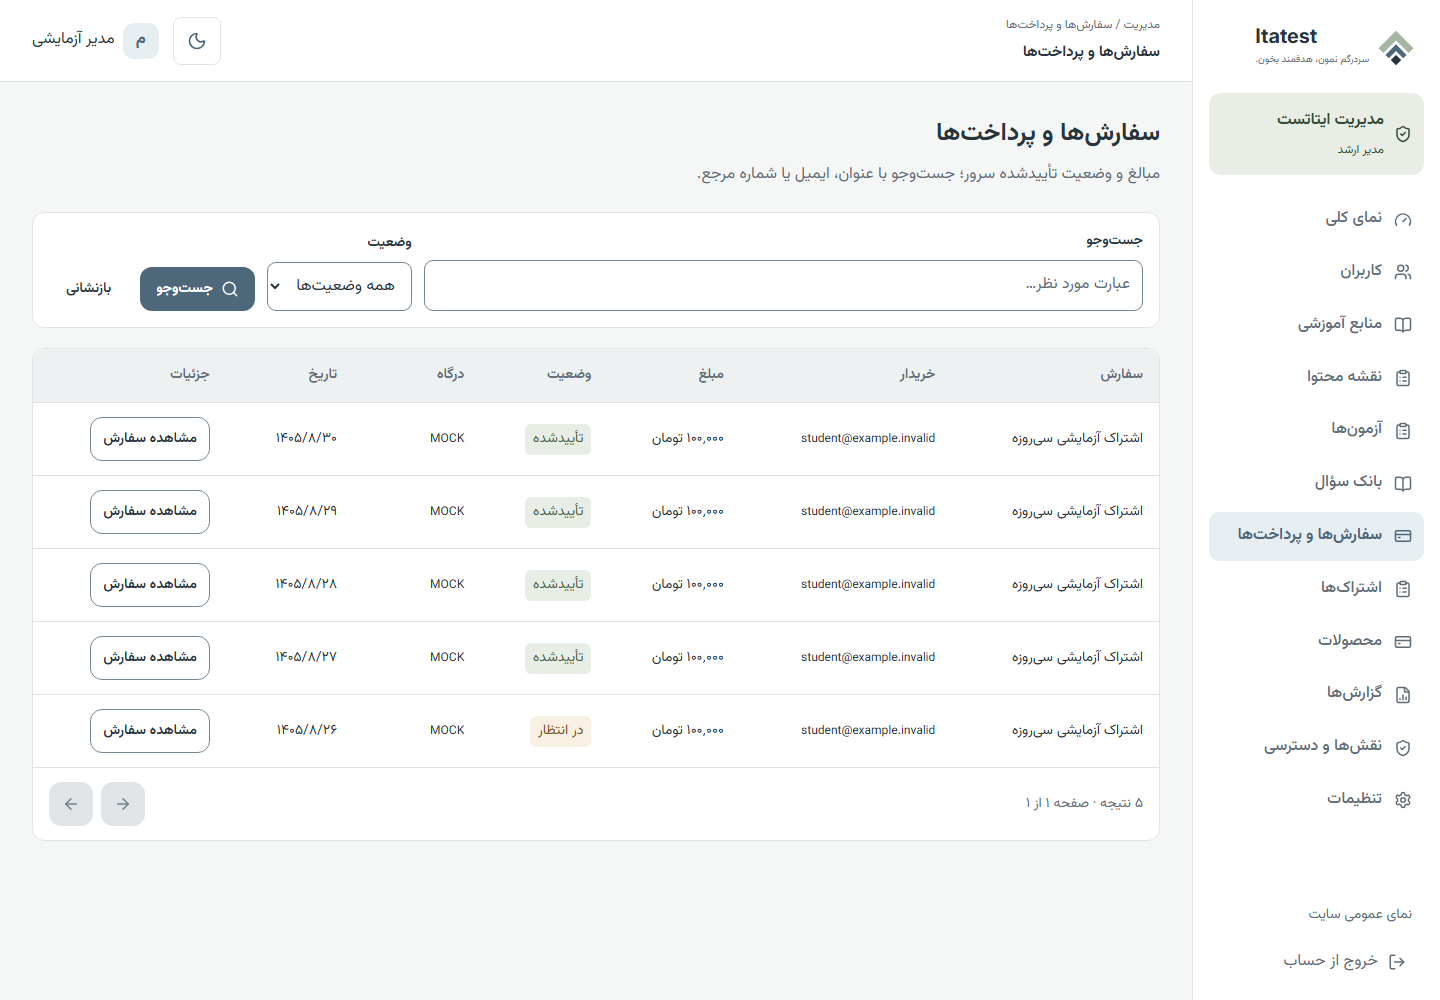 Itatest
سردرگم نمون، هدفمند بخون.
مدیریت ایتاتست
مدیر ارشد
نمای کلی
کاربران
منابع آموزشی
نقشه محتوا
آزمون‌ها
بانک سؤال
سفارش‌ها و پرداخت‌ها
اشتراک‌ها
محصولات
گزارش‌ها
نقش‌ها و دسترسی
تنظیمات
نمای عمومی سایت
خروج از حساب
مدیریت / سفارش‌ها و پرداخت‌ها
سفارش‌ها و پرداخت‌ها
م مدیر آزمایشی
سفارش‌ها و پرداخت‌ها
مبالغ و وضعیت تأییدشده سرور؛ جست‌وجو با عنوان، ایمیل یا شماره مرجع.
جست‌وجو
عبارت مورد نظر...
وضعیت
همه وضعیت‌ها
جست‌وجو
بازنشانی
سفارش خریدار مبلغ وضعیت درگاه تاریخ جزئیات
اشتراک آزمایشی سی‌روزه student@example.invalid ۱۰۰,۰۰۰ تومان تأییدشده MOCK ۱۴۰۵/۸/۳۰ مشاهده سفارش
اشتراک آزمایشی سی‌روزه student@example.invalid ۱۰۰,۰۰۰ تومان تأییدشده MOCK ۱۴۰۵/۸/۲۹ مشاهده سفارش
اشتراک آزمایشی سی‌روزه student@example.invalid ۱۰۰,۰۰۰ تومان تأییدشده MOCK ۱۴۰۵/۸/۲۸ مشاهده سفارش
اشتراک آزمایشی سی‌روزه student@example.invalid ۱۰۰,۰۰۰ تومان تأییدشده MOCK ۱۴۰۵/۸/۲۷ مشاهده سفارش
اشتراک آزمایشی سی‌روزه student@example.invalid ۱۰۰,۰۰۰ تومان در انتظار MOCK ۱۴۰۵/۸/۲۶ مشاهده سفارش
۵ نتیجه · صفحه ۱ از ۱